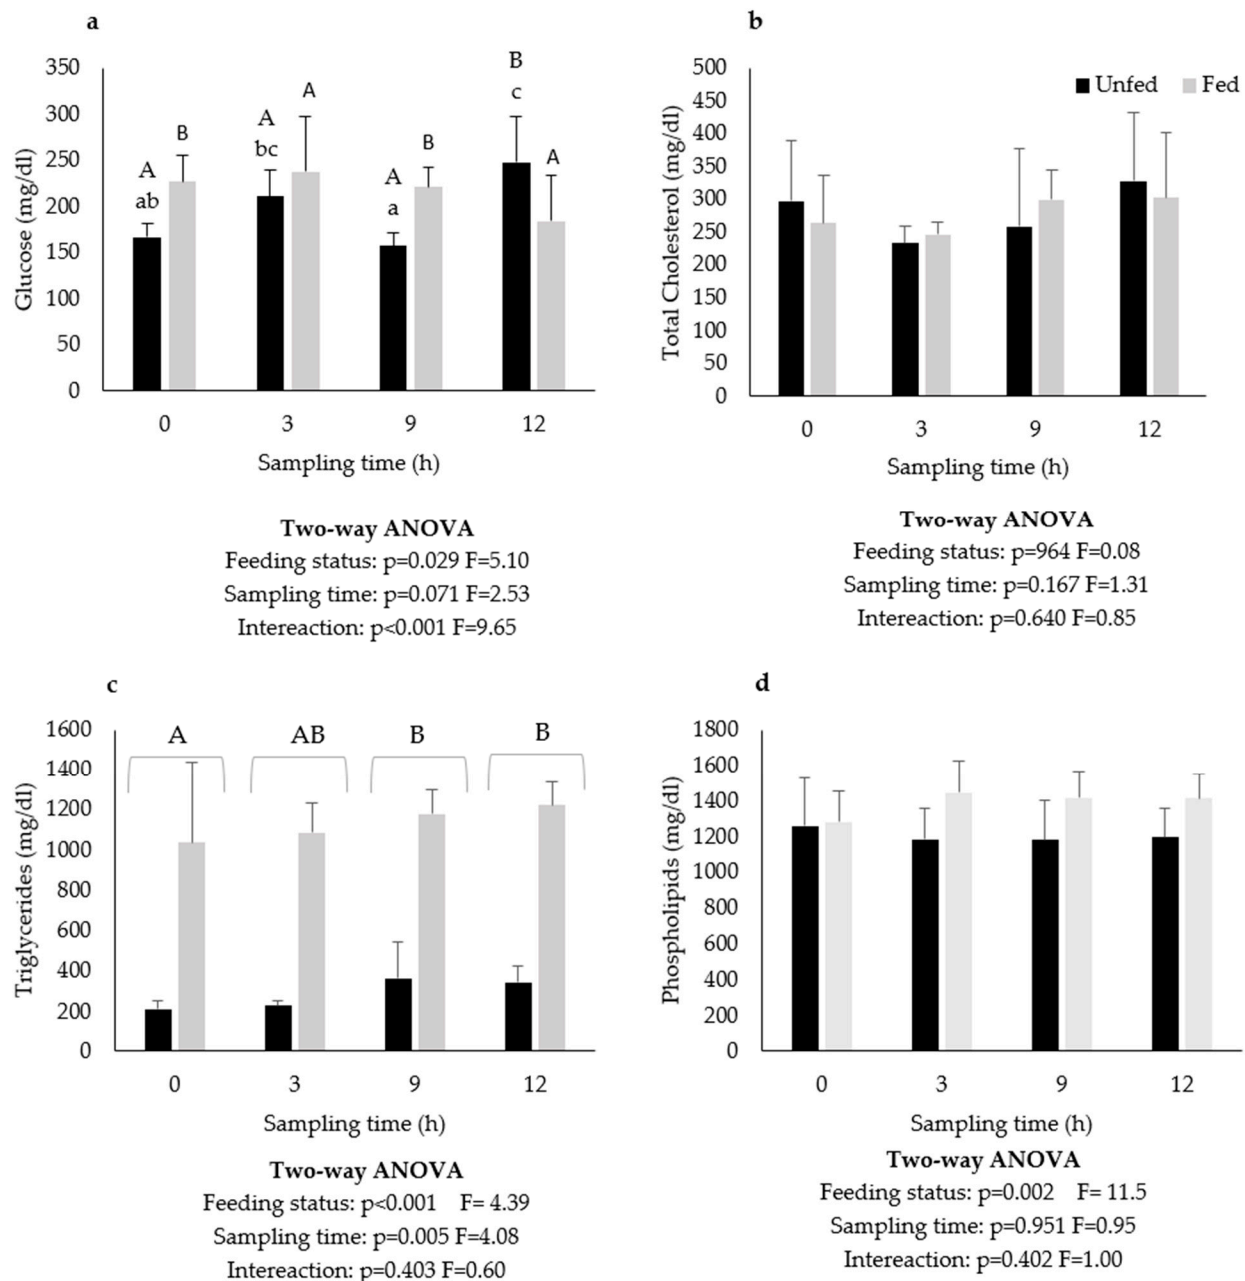 a
Glucose (mg/dl)
350
300
250
200
150
100
50
0
A
ab
B
A
bc
A
A
a
B
B
c
A
0 3 9 12
Sampling time (h)
Two-way ANOVA
Feeding status: p=0.029 F=5.10
Sampling time: p=0.071 F=2.53
Intereaction: p<0.001 F=9.65
b
Unfed Fed
Total Cholesterol (mg/dl)
500
450
400
350
300
250
200
150
100
50
0
0 3 9 12
Sampling time (h)
Two-way ANOVA
Feeding status: p=964 F=0.08
Sampling time: p=0.167 F=1.31
Intereaction: p=0.640 F=0.85
c
Triglycerides (mg/dl)
1600
1400
1200
1000
800
600
400
200
0
A AB B B
0 3 9 12
Sampling time (h)
Two-way ANOVA
Feeding status: p<0.001 F= 4.39
Sampling time: p=0.005 F=4.08
Intereaction: p=0.403 F=0.60
d
Phospholipids (mg/dl)
1800
1600
1400
1200
1000
800
600
400
200
0
0 3 9 12
Sampling time (h)
Two-way ANOVA
Feeding status: p=0.002 F= 11.5
Sampling time: p=0.951 F=0.95
Intereaction: p=0.402 F=1.00